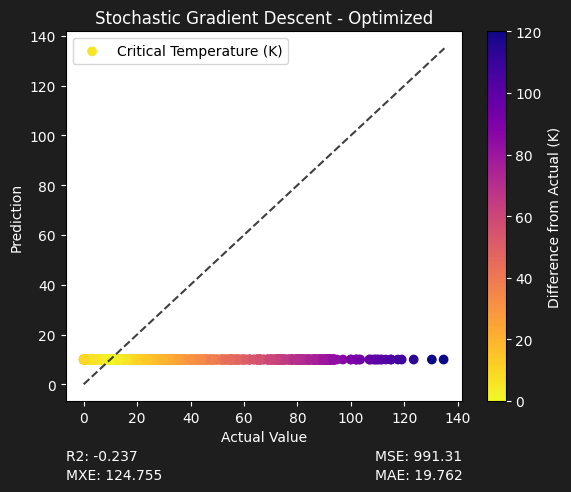 Stochastic Gradient Descent - Optimized
Critical Temperature (K)
140
120
100
80
60
40
20
0
Prediction
0 20 40 60 80 100 120 140
Actual Value
120
100
80
60
40
20
0
Difference from Actual (K)
R2: -0.237 MSE: 991.31
MXE: 124.755 MAE: 19.762